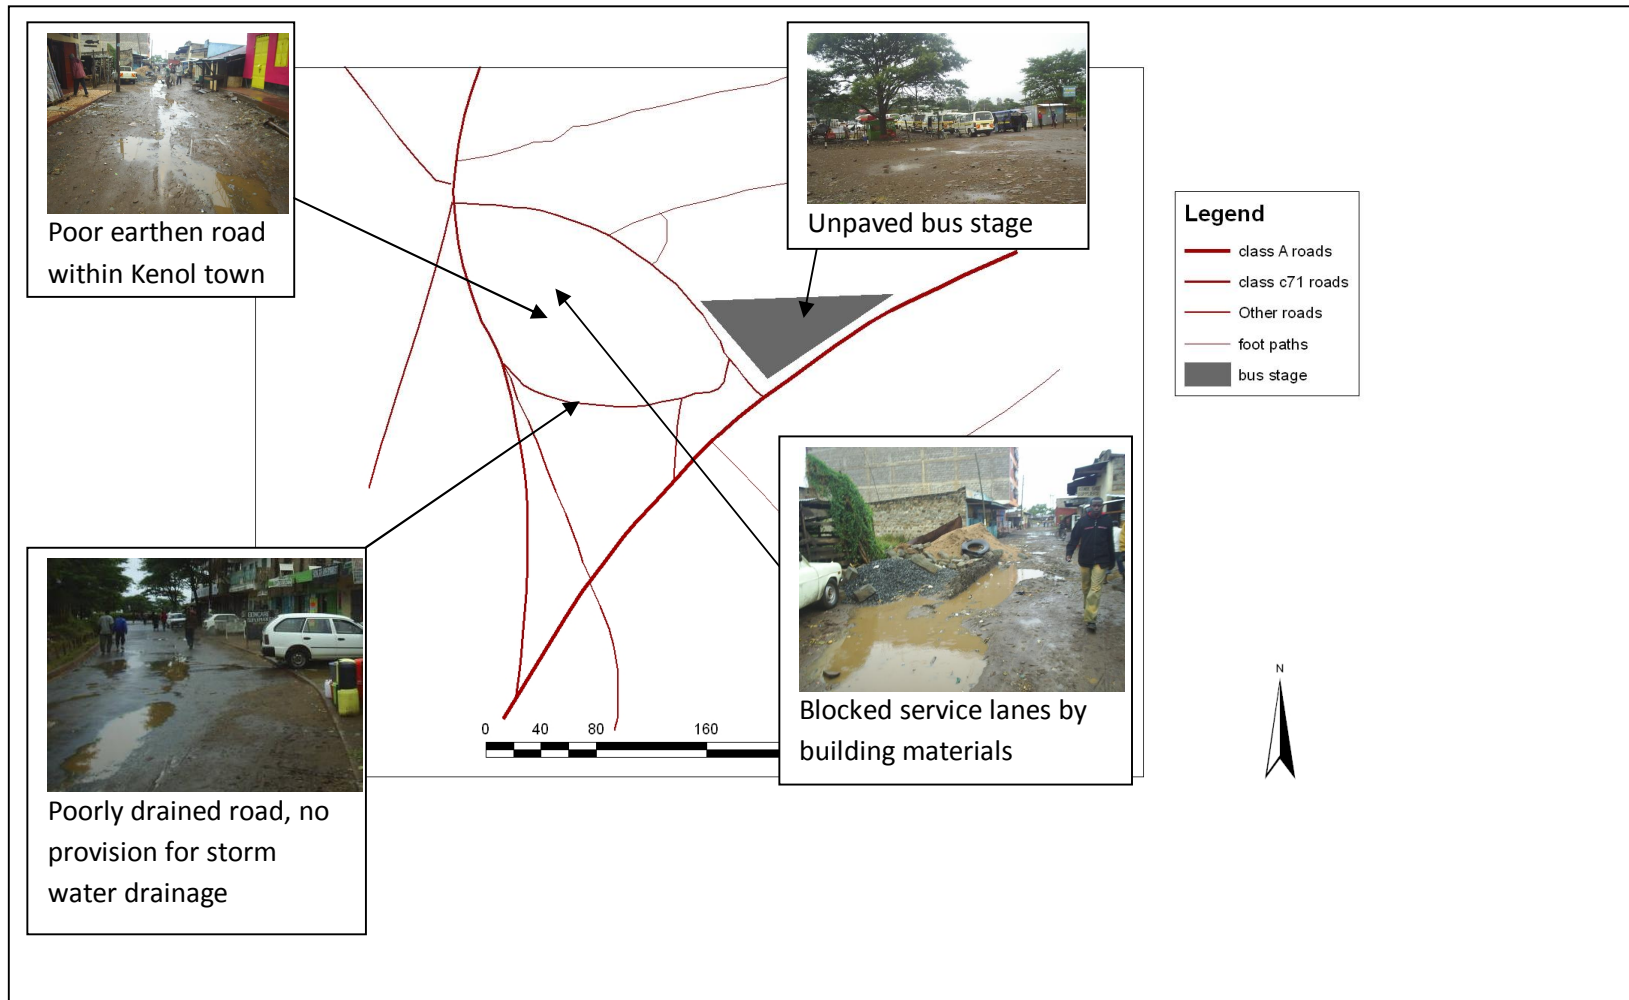 Poor earthen road
within Kenol town
Unpaved bus stage
Legend
class A roads
class c71 roads
Other roads
foot paths
bus stage
Poorly drained road, no
provision for storm
water drainage
0 40 80 160
Blocked service lanes by
building materials
N